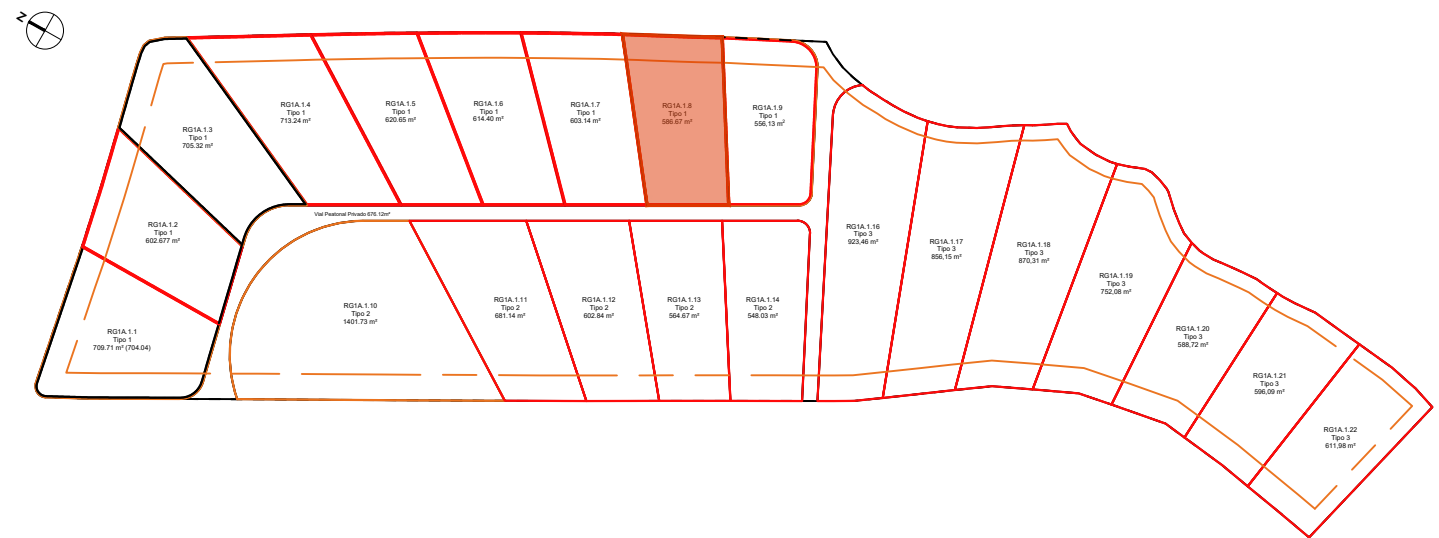 N
RG1A.1.4
Tipo 1
713.24 m²
RG1A.1.5
Tipo 1
620.65 m²
RG1A.1.6
Tipo 1
614.40 m²
RG1A.1.7
Tipo 1
603.14 m²
RG1A.1.8
Tipo 1
586.67 m²
RG1A.1.9
Tipo 1
556,13 m²
RG1A.1.3
Tipo 1
705.32 m²
RG1A.1.2
Tipo 1
602.677 m²
RG1A.1.1
Tipo 1
709.71 m² (704.04)
Vial Peatonal Privado 676.12m²
RG1A.1.10
Tipo 2
1401.73 m²
RG1A.1.11
Tipo 2
681.14 m²
RG1A.1.12
Tipo 2
602.84 m²
RG1A.1.13
Tipo 2
564.67 m²
RG1A.1.14
Tipo 2
548.03 m²
RG1A.1.16
Tipo 3
923,46 m²
RG1A.1.17
Tipo 3
856,15 m²
RG1A.1.18
Tipo 3
870,31 m²
RG1A.1.19
Tipo 3
752,08 m²
RG1A.1.20
Tipo 3
588,72 m²
RG1A.1.21
Tipo 3
596,09 m²
RG1A.1.22
Tipo 3
611,98 m²